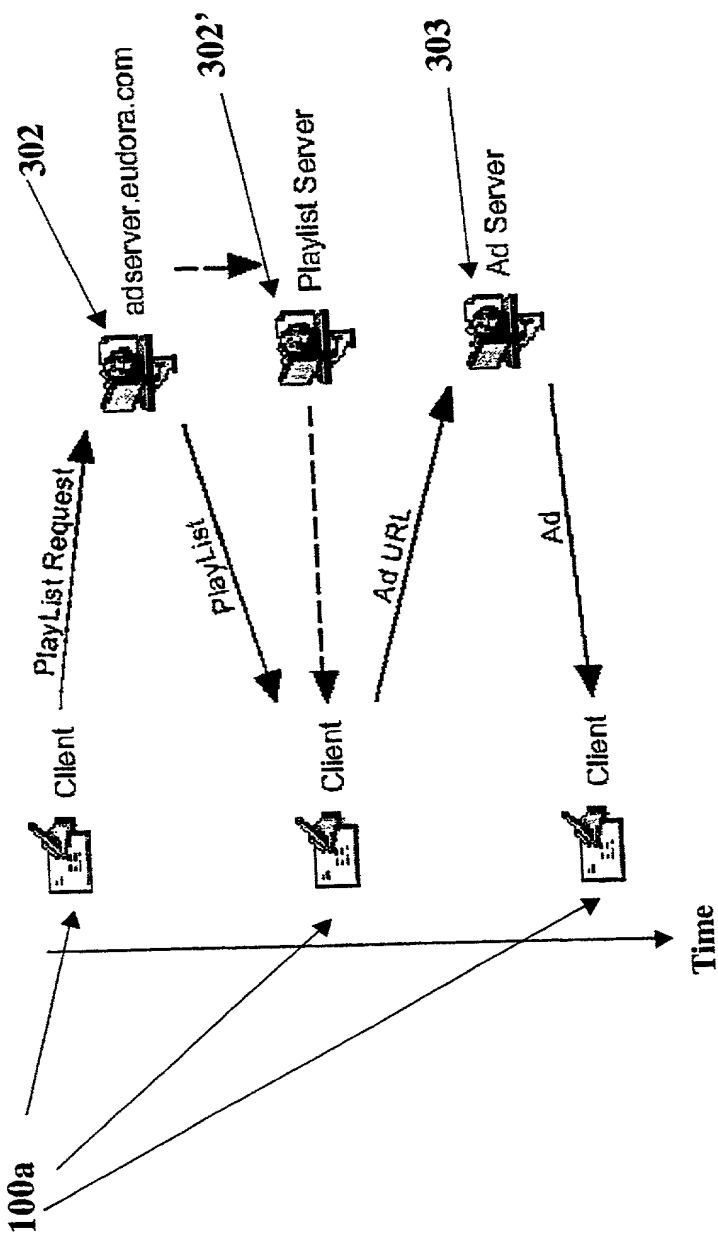 100a
Client
PlayList Request
302
adserver.eudora.com
302'
PlayList
Playlist Server
Client
Ad URL
303
Ad Server
Ad
Client
Time